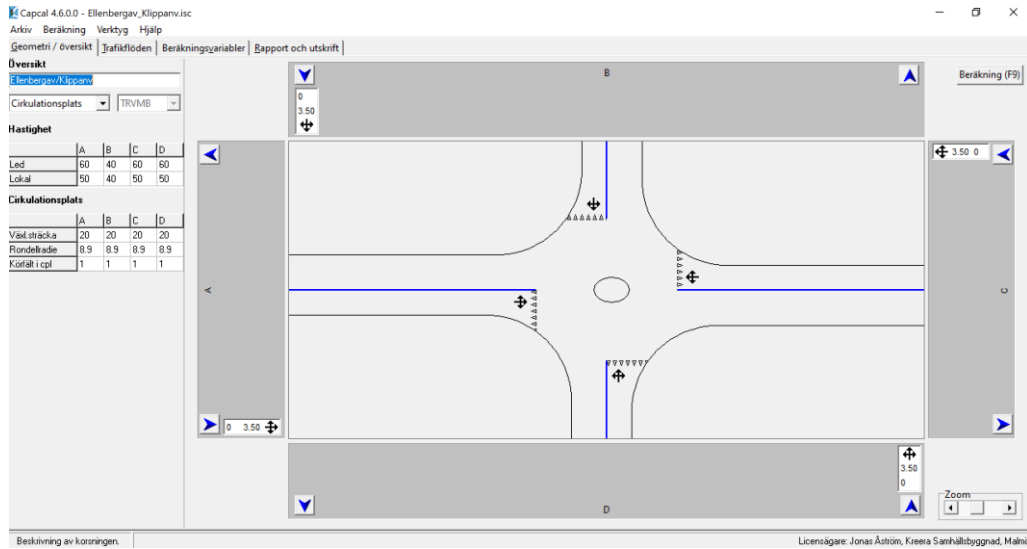 Capcal 4.6.0.0 - Ellenbergav_Klippanv.isc
Arkiv Beräkning Verktyg Hjälp
Geometri / översikt Trafikflöden Beräkningsvariabler Rapport och utskrift
Översikt
Ellenbergav/Klippanv
Cirkulationsplats TRVMB
Hastighet
A B C D
Led 60 40 60 60
Lokal 50 40 50 50
Cirkulationsplats
A B C D
Växl.sträcka 20 20 20 20
Rondellradie 8.9 8.9 8.9 8.9
Körfält i cpl 1 1 1 1
B
0
3.50
Beräkning (F9)
3.50 0
A
C
0 3.50
3.50
0
D
Zoom
Beskrivning av korsningen.
Licensägare: Jonas Åström, Kreera Samhällsbyggnad, Malmö